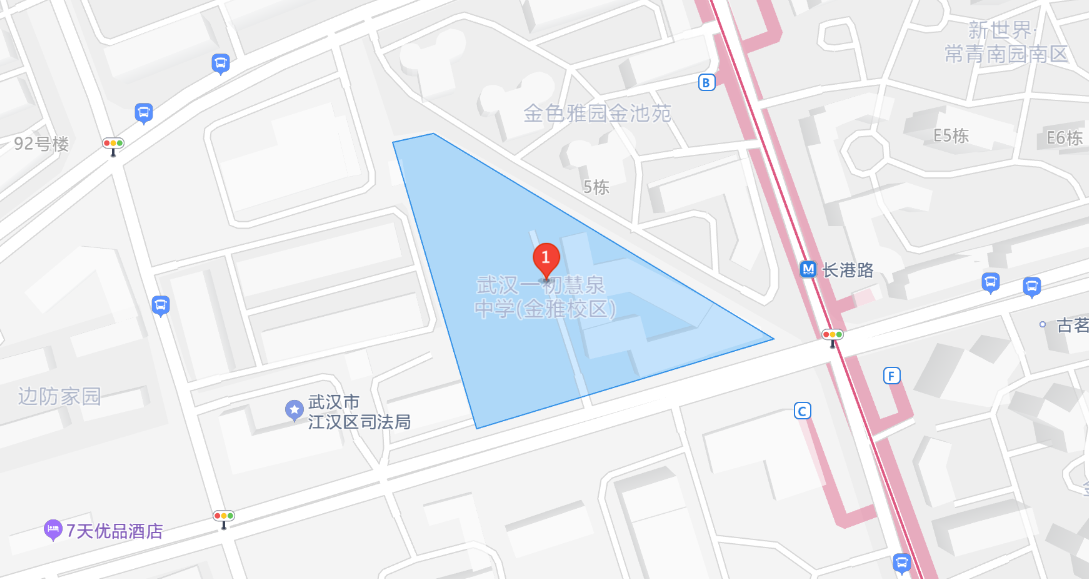 新世界·
常青南园南区
B
金色雅园金池苑
92号楼
E5栋
E6栋
5栋
1
M 长港路
武汉一初慧泉
中学(金雅校区)
古茗
F
边防家园
武汉市
江汉区司法局
C
7天优品酒店